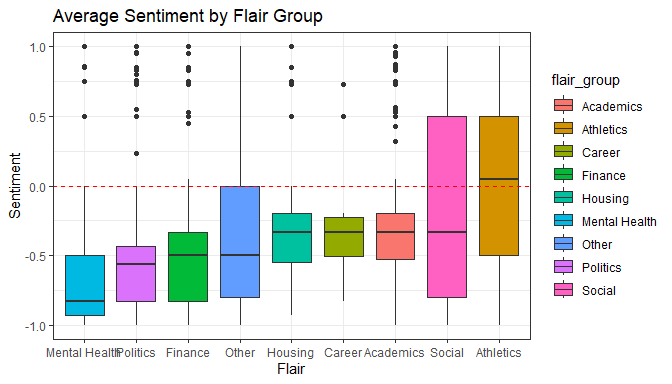 Average Sentiment by Flair Group
Sentiment
1.0
0.5
0.0
-0.5
-1.0
Mental Health Politics Finance Other Housing Career Academics Social Athletics
Flair
flair_group
Academics
Athletics
Career
Finance
Housing
Mental Health
Other
Politics
Social